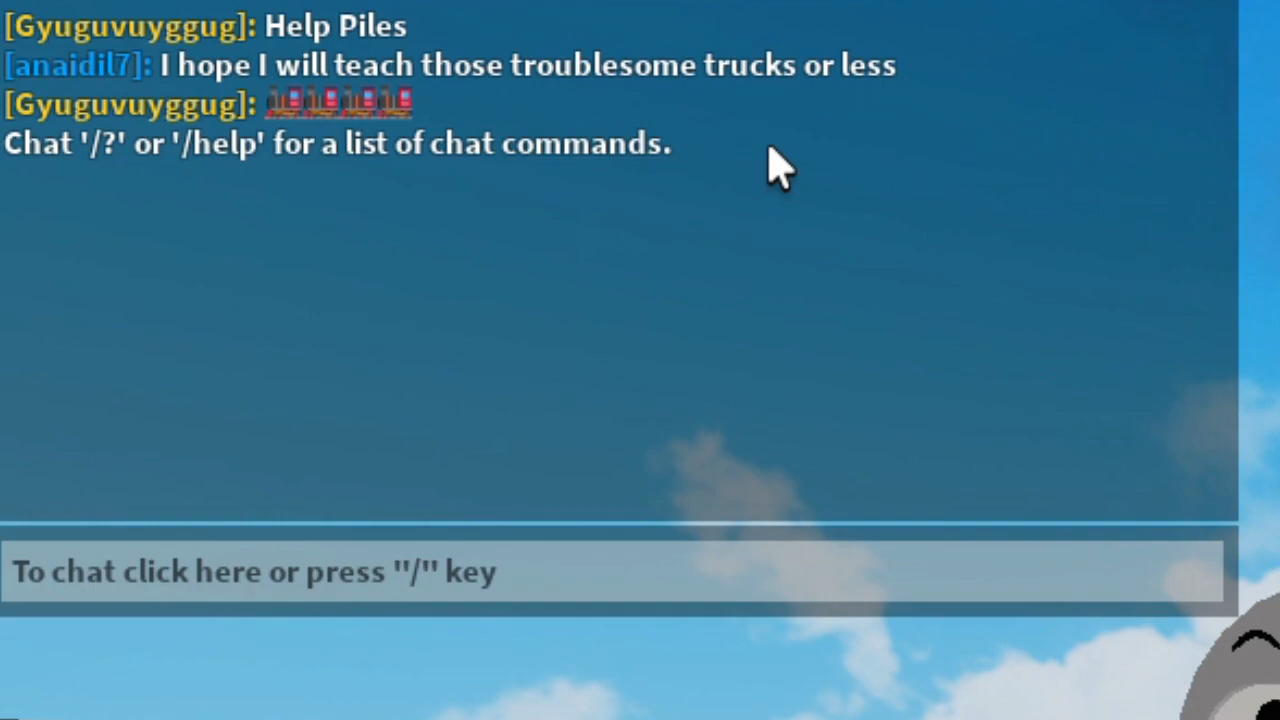 [Gyuguvuyggug]: Help Piles
[anaidil7]: I hope I will teach those troublesome trucks or less
[Gyuguvuyggug]: 🚂🚂🚂🚂
Chat '/?' or '/help' for a list of chat commands.
To chat click here or press "/" key